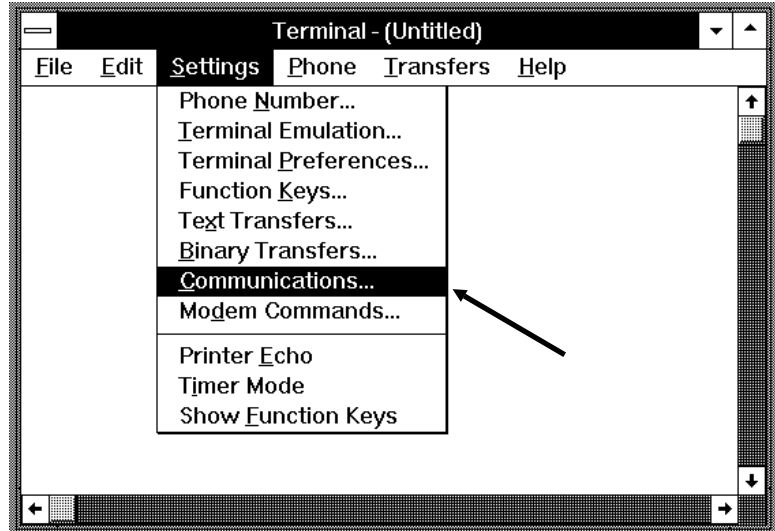 Terminal - (Untitled)
File Edit Settings Phone Transfers Help
Phone Number...
Terminal Emulation...
Terminal Preferences...
Function Keys...
Text Transfers...
Binary Transfers...
Communications...
Modem Commands...
Printer Echo
Timer Mode
Show Function Keys